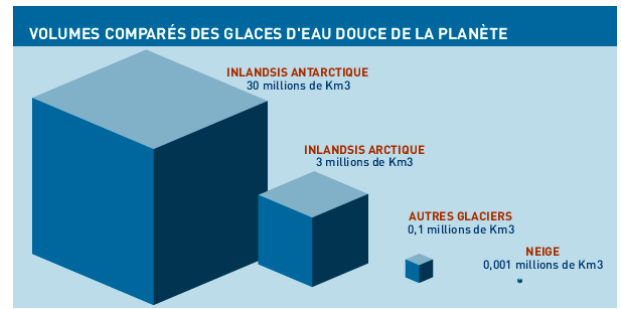 VOLUMES COMPARÉS DES GLACES D'EAU DOUCE DE LA PLANÈTE
INLANDSIS ANTARCTIQUE
30 millions de Km3
INLANDSIS ARCTIQUE
3 millions de Km3
AUTRES GLACIERS
0,1 millions de Km3
NEIGE
0,001 millions de Km3